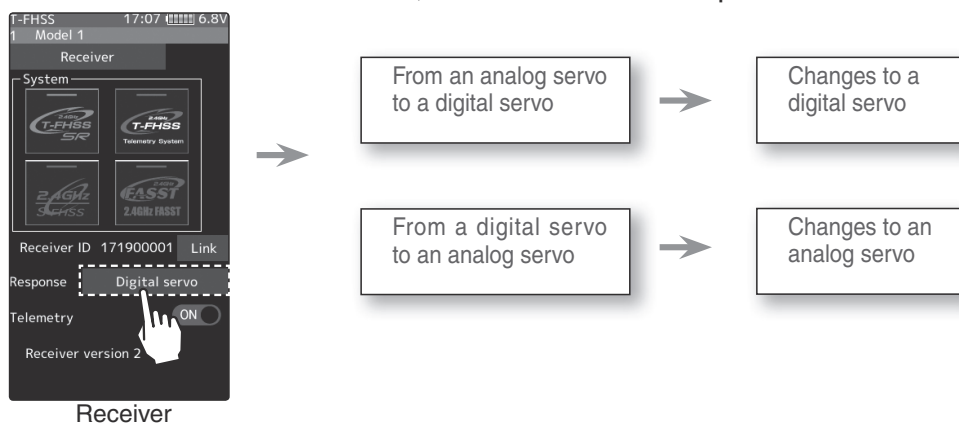 T-FHSS 17:07 6.8V
1 Model 1
Receiver
System
2.4GHz
T-FHSS
SR
2.4GHz
T-FHSS
Telemetry System
2.4GHz
S-FHSS
2.4GHz
FASST
2.4GHz FASST
Receiver ID 171900001 Link
Response Digital servo
Telemetry ON
Receiver version 2
Receiver
From an analog servo
to a digital servo
Changes to a
digital servo
From a digital servo
to an analog servo
Changes to an
analog servo